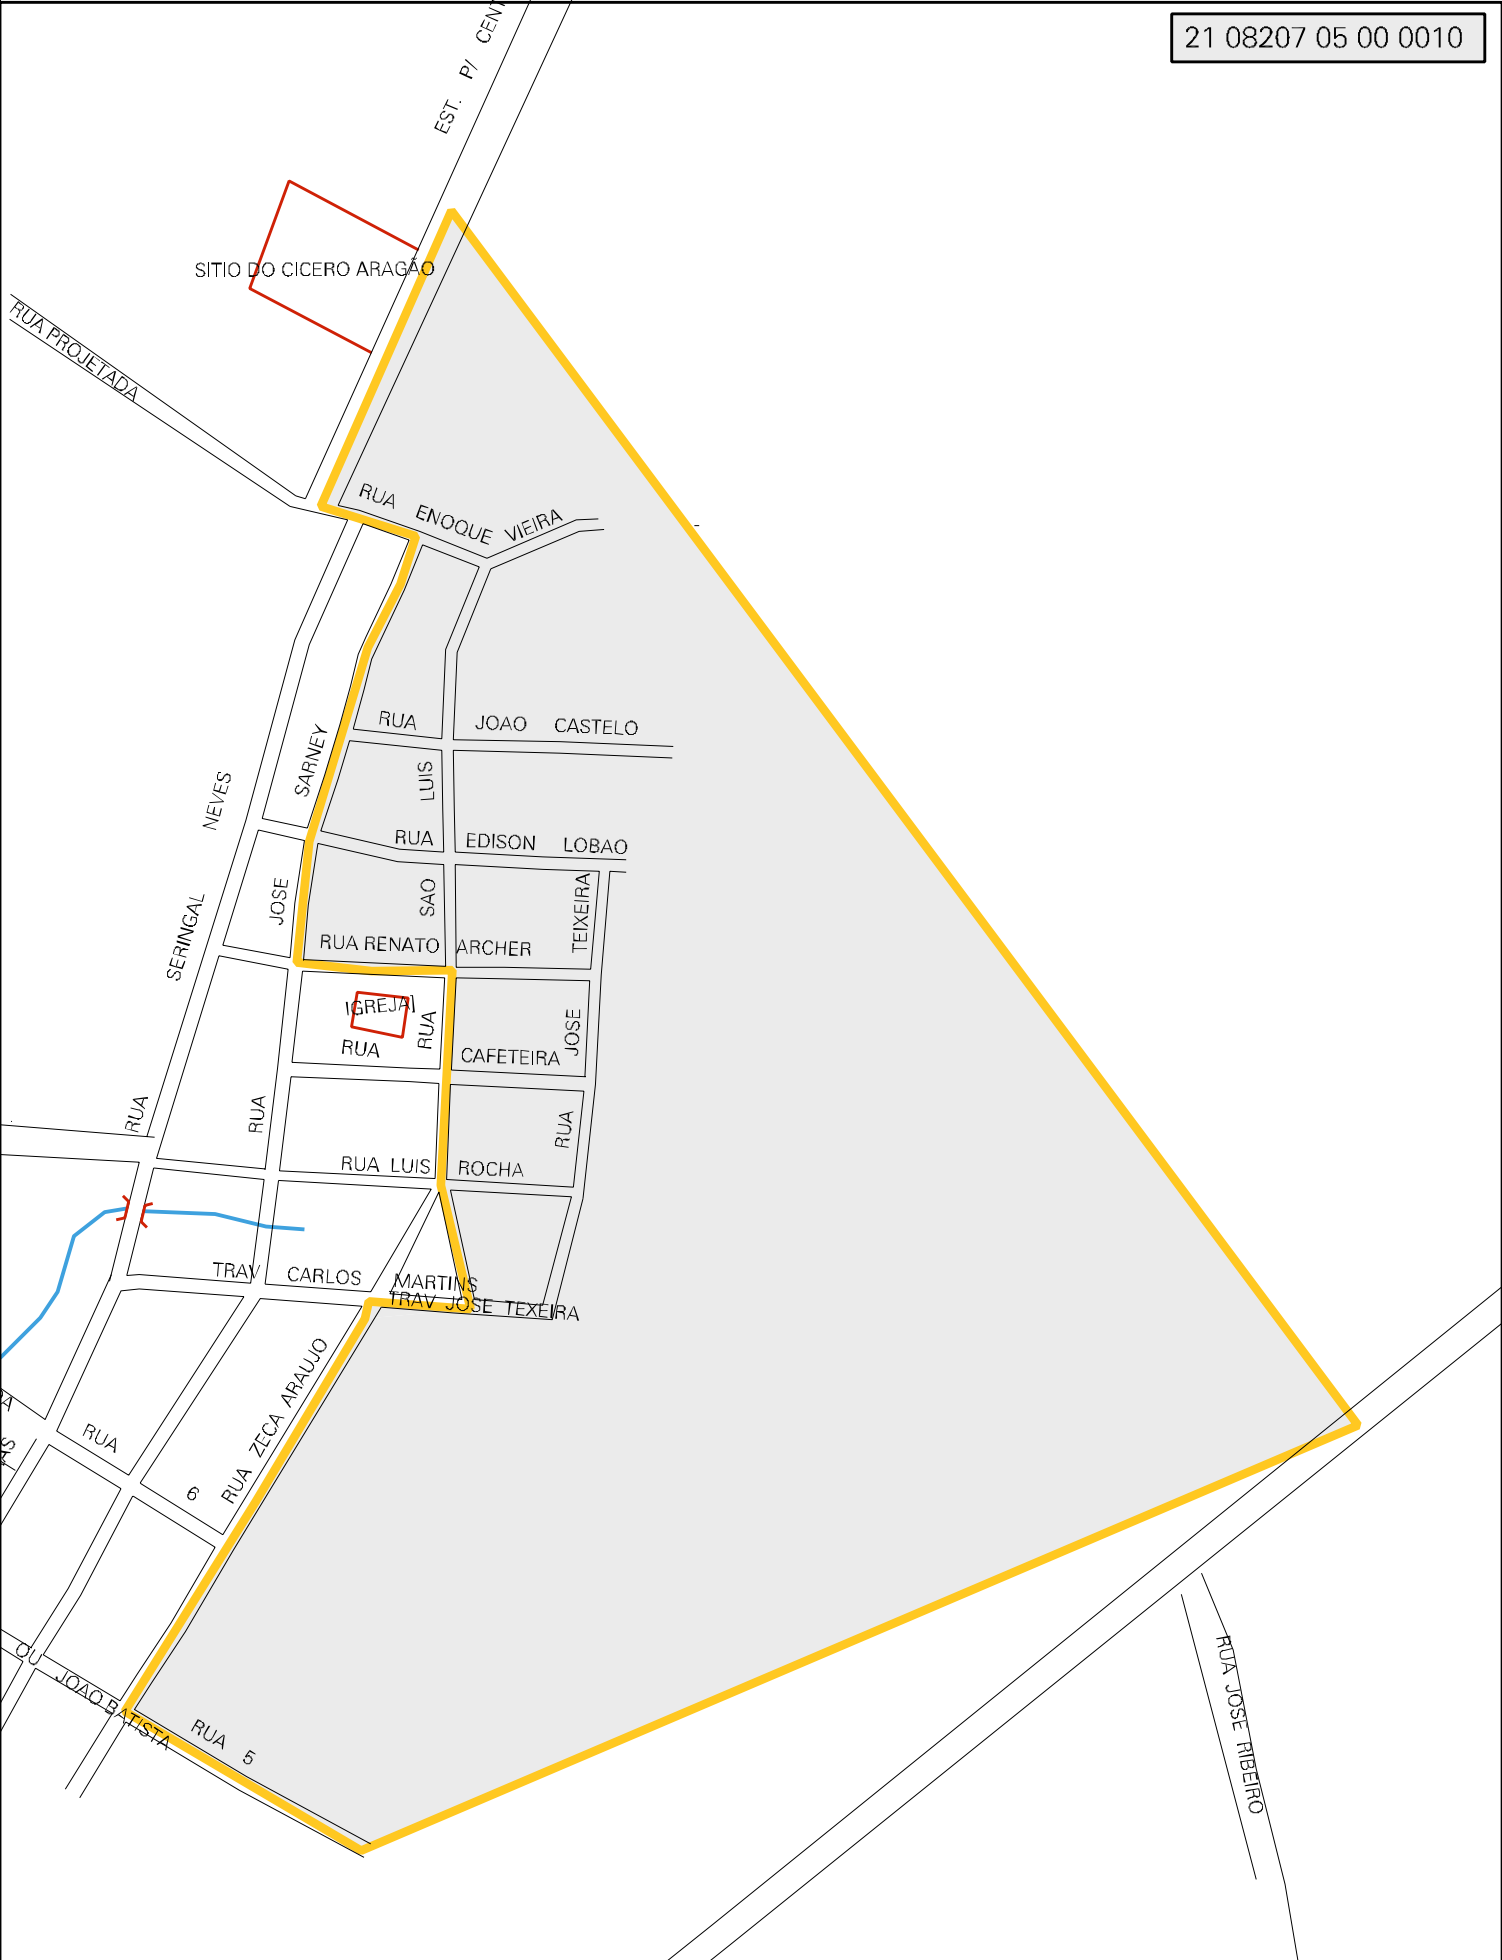 21 08207 05 00 0010
EST. P/ CENT
SITIO DO CICERO ARAGÃO
RUA PROJETADA
RUA ENOQUE VIEIRA
RUA JOAO CASTELO
RUA JOSE SARNEY
RUA SERINGAL NEVES
RUA SAO LUIS
RUA EDISON LOBAO
RUA JOSE TEIXEIRA
RUA RENATO ARCHER
IGREJA
RUA CAFETEIRA
RUA LUIS ROCHA
TRAV CARLOS MARTINS
TRAV JOSE TEXEIRA
RUA ZECA ARAUJO
RUA 6
OU JOAO BATISTA
RUA 5
RUA JOSE RIBEIRO